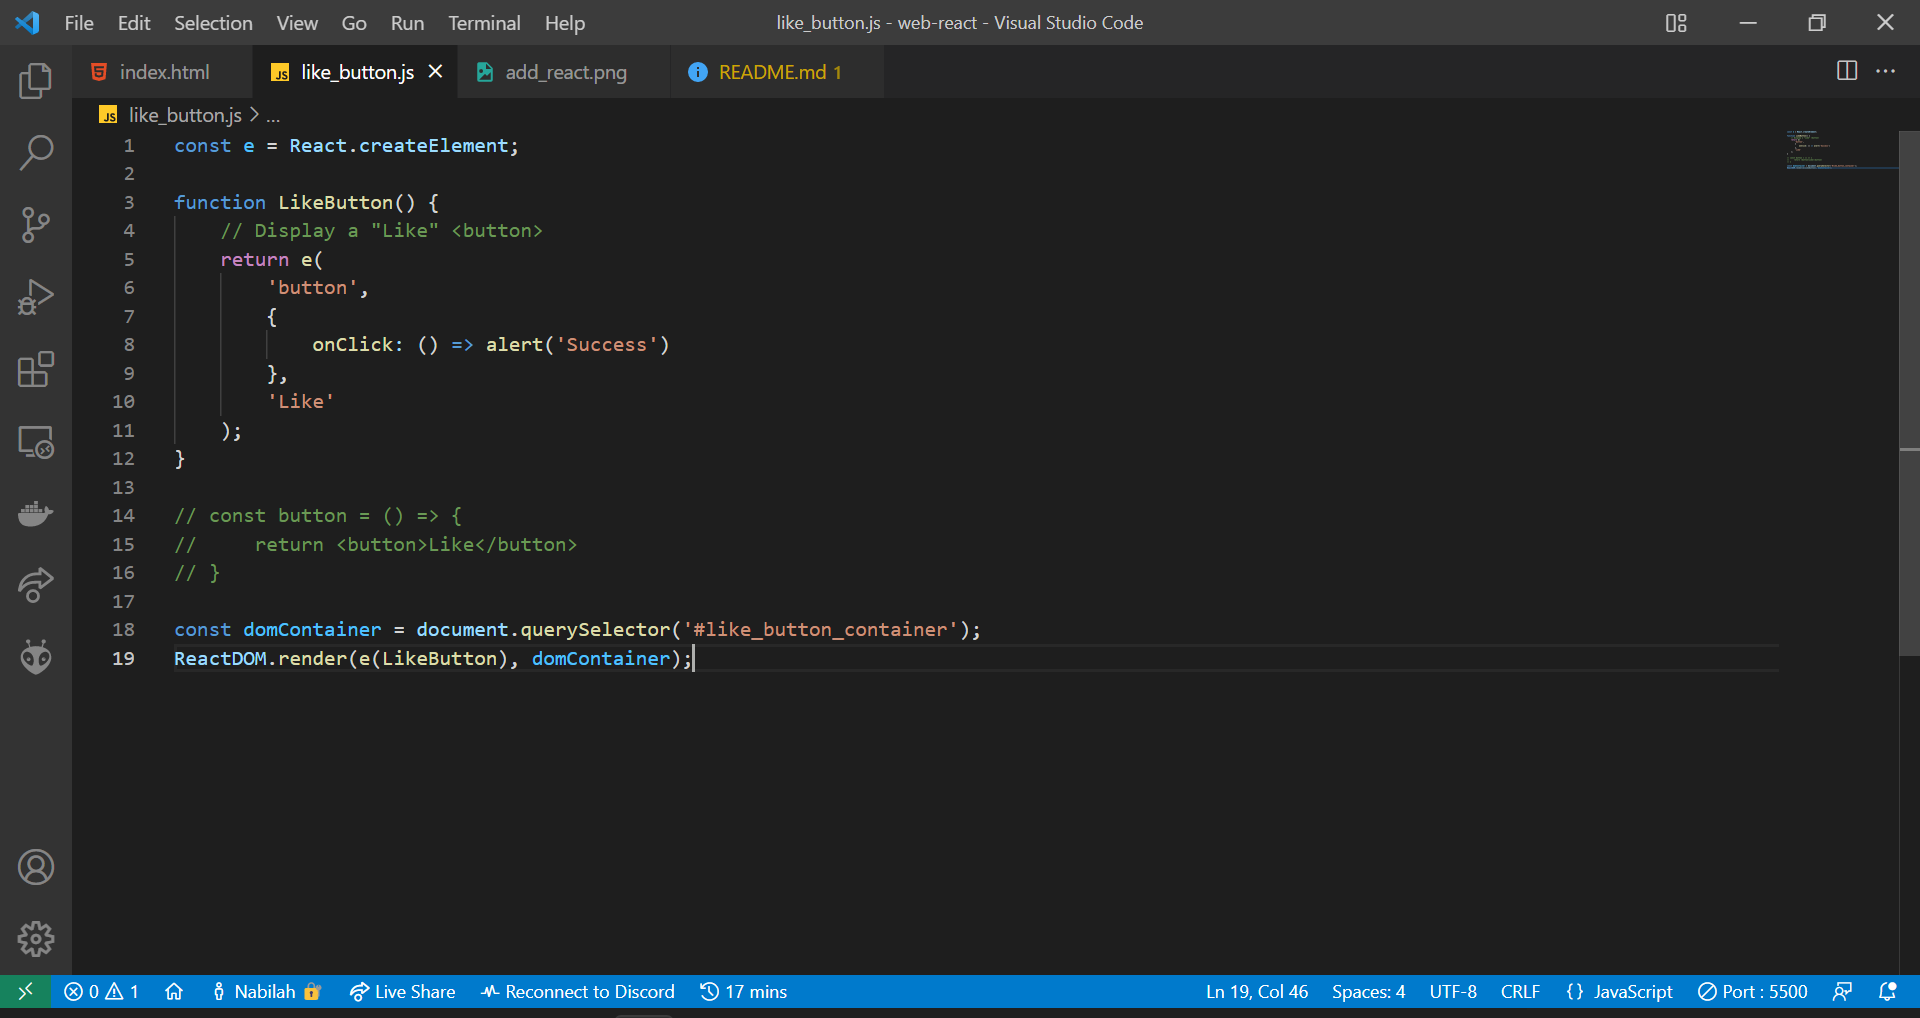 File Edit Selection View Go Run Terminal Help like_button.js - web-react - Visual Studio Code
index.html JS like_button.js add_react.png README.md 1
JS like_button.js > ...
1 const e = React.createElement;
2
3 function LikeButton() {
4 // Display a "Like" <button>
5 return e(
6 'button',
7 {
8 onClick: () => alert('Success')
9 },
10 'Like'
11 );
12 }
13
14 // const button = () => {
15 //     return <button>Like</button>
16 // }
17
18 const domContainer = document.querySelector('#like_button_container');
19 ReactDOM.render(e(LikeButton), domContainer);
0 1 Nabilah Live Share Reconnect to Discord 17 mins Ln 19, Col 46 Spaces: 4 UTF-8 CRLF {} JavaScript Port : 5500